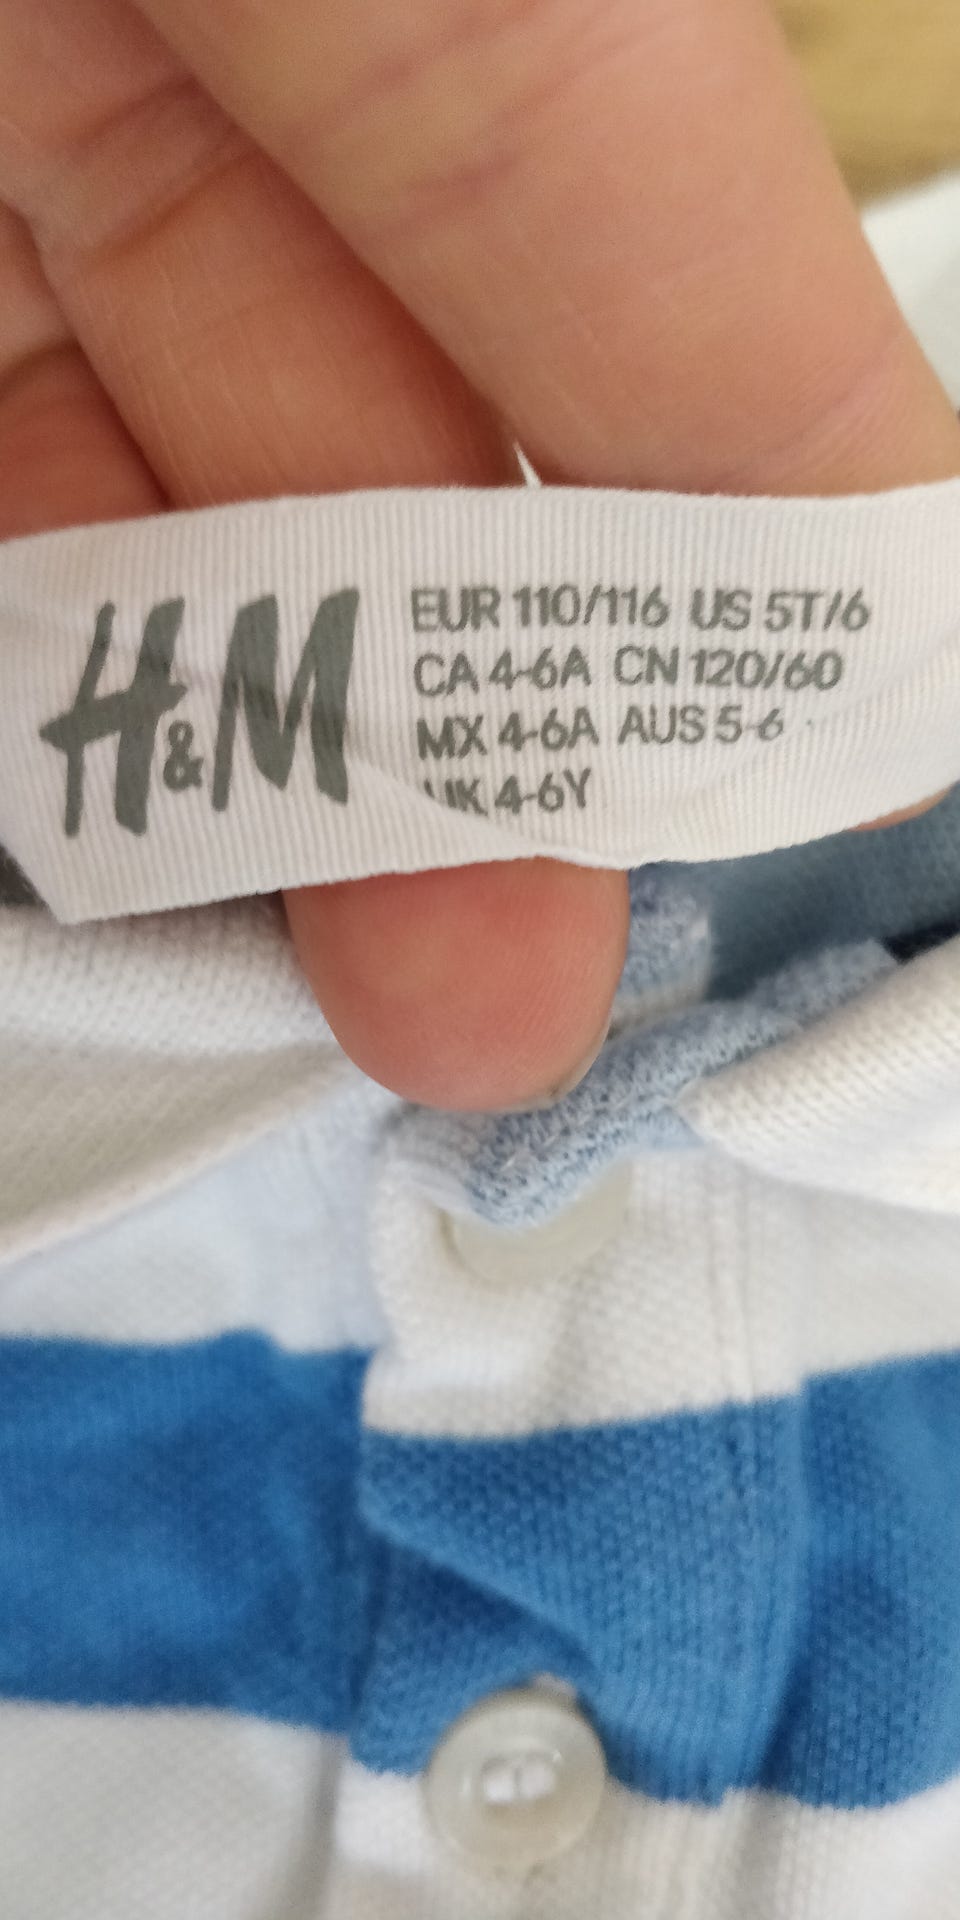 H&M
EUR 110/116 US 5T/6
CA 4-6A CN 120/60
MX 4-6A AUS 5-6
UK 4-6Y